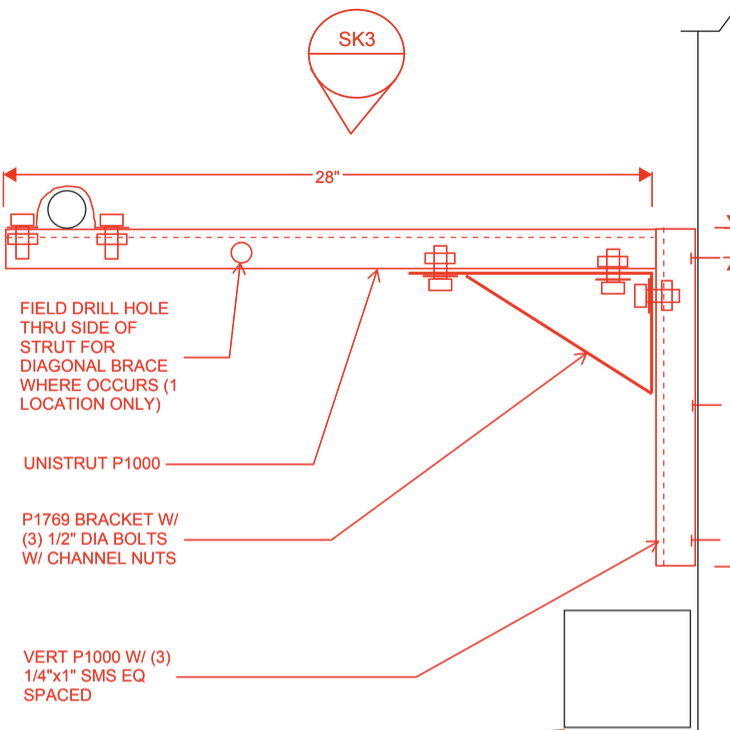 SK3
28"
FIELD DRILL HOLE
THRU SIDE OF
STRUT FOR
DIAGONAL BRACE
WHERE OCCURS (1
LOCATION ONLY)
UNISTRUT P1000
P1769 BRACKET W/
(3) 1/2" DIA BOLTS
W/ CHANNEL NUTS
VERT P1000 W/ (3)
1/4"x1" SMS EQ
SPACED